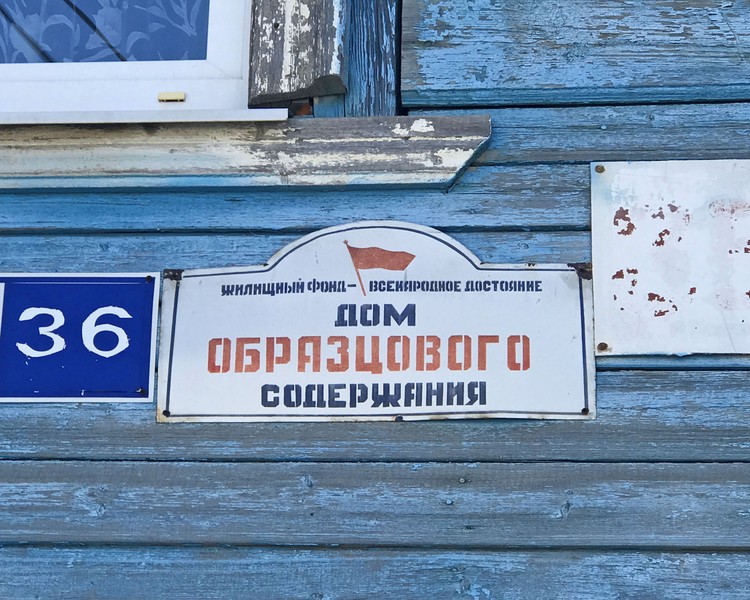 36
ЖИЛИЩНЫЙ ФОНД - ВСЕНАРОДНОЕ ДОСТОЯНИЕ
ДОМ
ОБРАЗЦОВОГО
СОДЕРЖАНИЯ